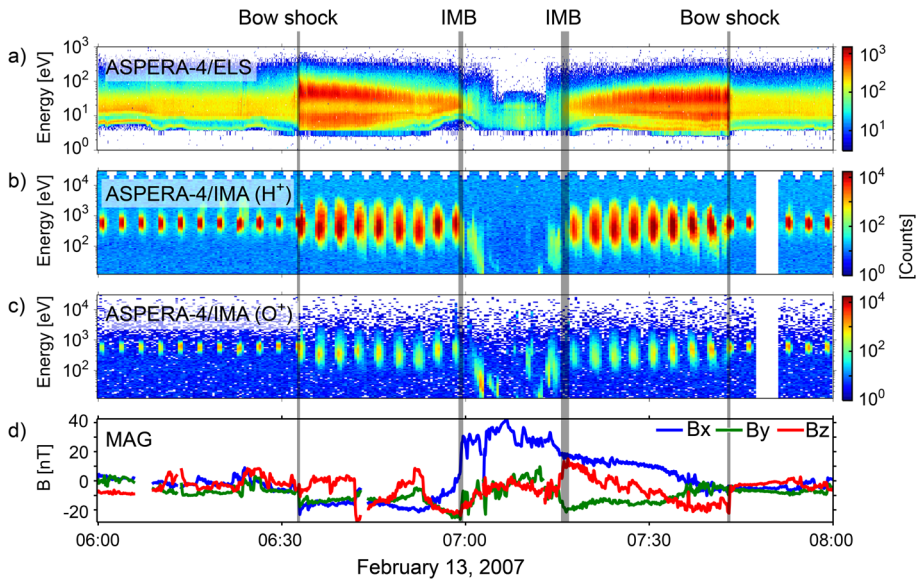 Bow shock IMB IMB Bow shock
a) ASPERA-4/ELS
Energy [eV]
10³
10²
10¹
10⁰
10³
10²
10¹
b) ASPERA-4/IMA (H⁺)
Energy [eV]
10⁴
10³
10²
10⁴
10³
10²
10¹
10⁰
[Counts]
c) ASPERA-4/IMA (O⁺)
Energy [eV]
10⁴
10³
10²
10⁴
10³
10²
10¹
10⁰
d) MAG
Bx By Bz
B [nT]
40
20
0
-20
06:00 06:30 07:00 07:30 08:00
February 13, 2007